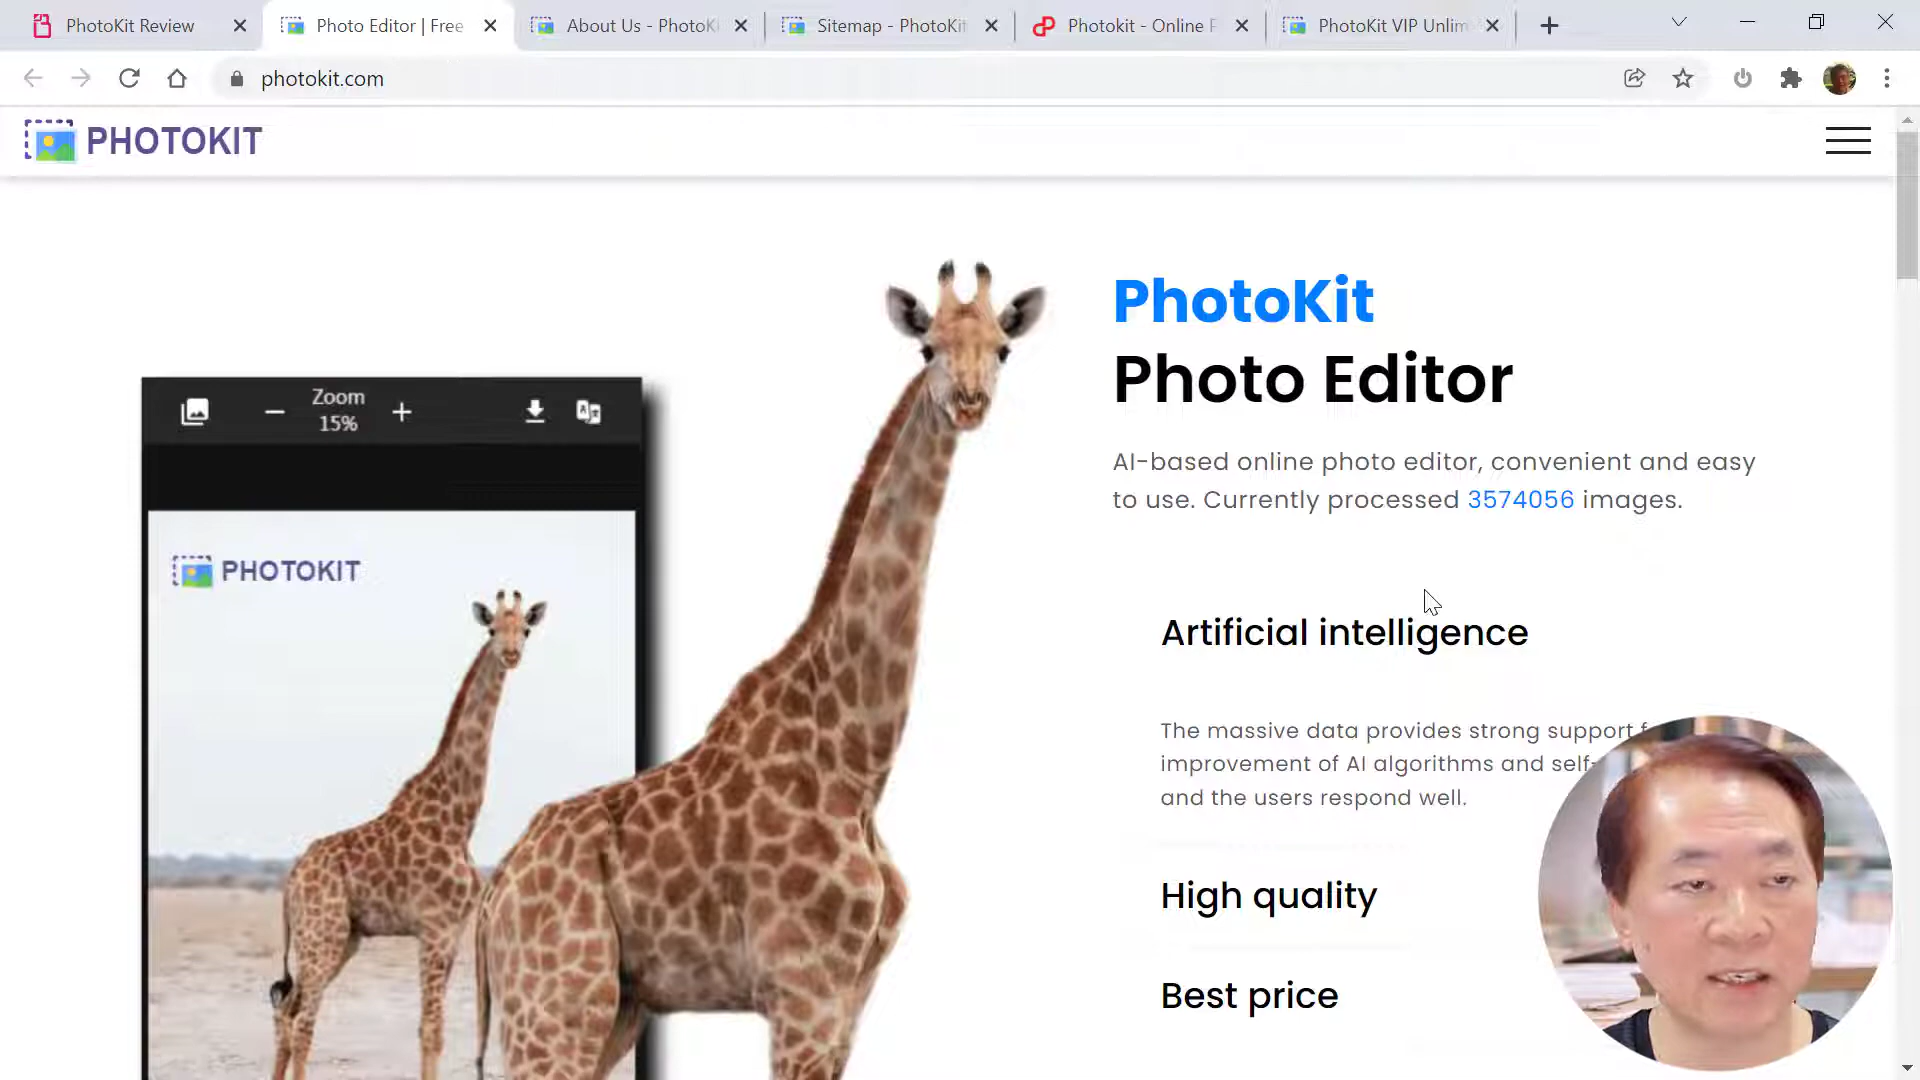 PhotoKit Review
Photo Editor | Free
About Us - PhotoK
Sitemap - PhotoKit
Photokit - Online
PhotoKit VIP Unlim
photokit.com
PHOTOKIT
Zoom
15%
PHOTOKIT
PhotoKit
Photo Editor
AI-based online photo editor, convenient and easy
to use. Currently processed 3574056 images.
Artificial intelligence
The massive data provides strong support
improvement of AI algorithms and self-
and the users respond well.
High quality
Best price